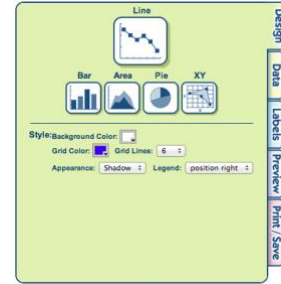 Line
Bar Area Pie XY
Style: Background Color:
Grid Color: Grid Lines: 6
Appearance: Shadow Legend: position right
Design
Data
Labels
Preview
Print / Save